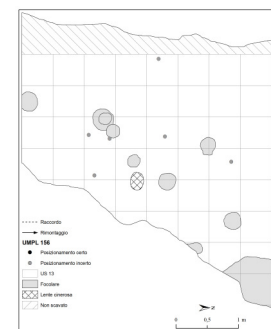 Raccordo
Rimontaggio
UMPL 156
Posizionamento certo
Posizionamento incerto
US 13
Focolare
Lente cinerosa
Non scavato
z
0 0,5 1 m